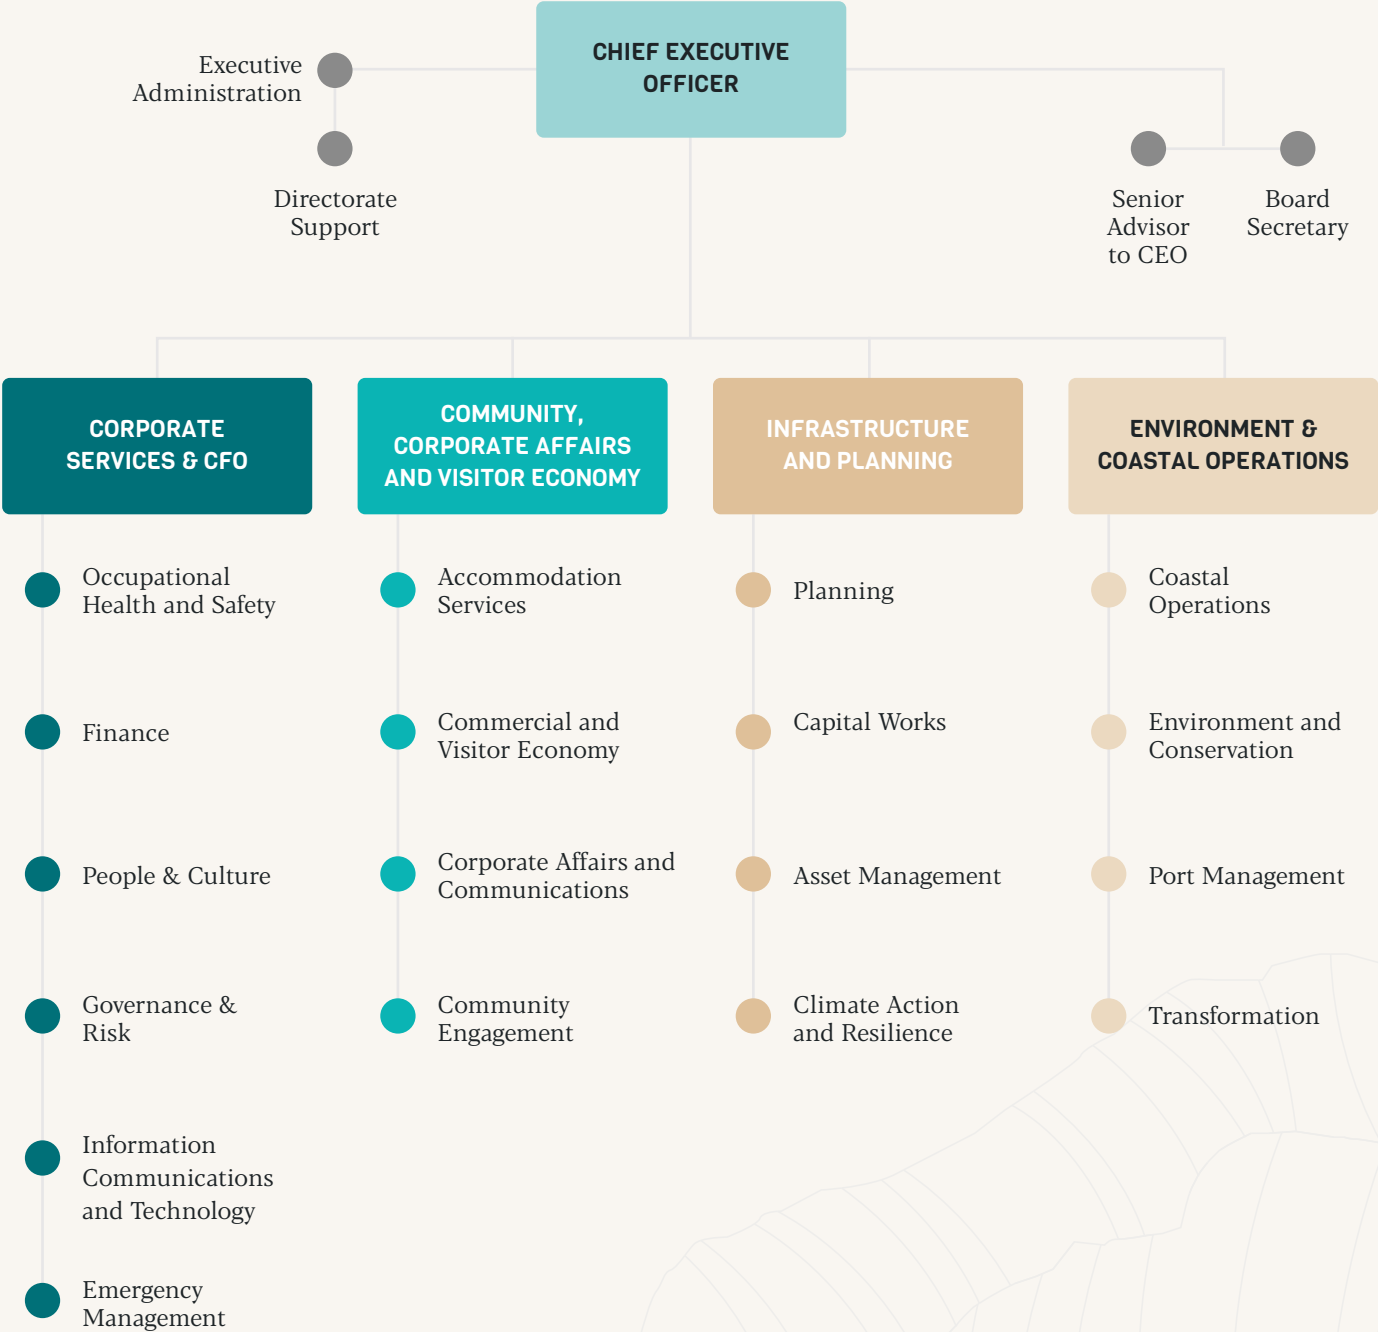 CHIEF EXECUTIVE
OFFICER
Executive
Administration
Directorate
Support
Senior
Advisor
to CEO
Board
Secretary
CORPORATE
SERVICES & CFO
Occupational
Health and Safety
Finance
People & Culture
Governance &
Risk
Information
Communications
and Technology
Emergency
Management
COMMUNITY,
CORPORATE AFFAIRS
AND VISITOR ECONOMY
Accommodation
Services
Commercial and
Visitor Economy
Corporate Affairs and
Communications
Community
Engagement
INFRASTRUCTURE
AND PLANNING
Planning
Capital Works
Asset Management
Climate Action
and Resilience
ENVIRONMENT &
COASTAL OPERATIONS
Coastal
Operations
Environment and
Conservation
Port Management
Transformation